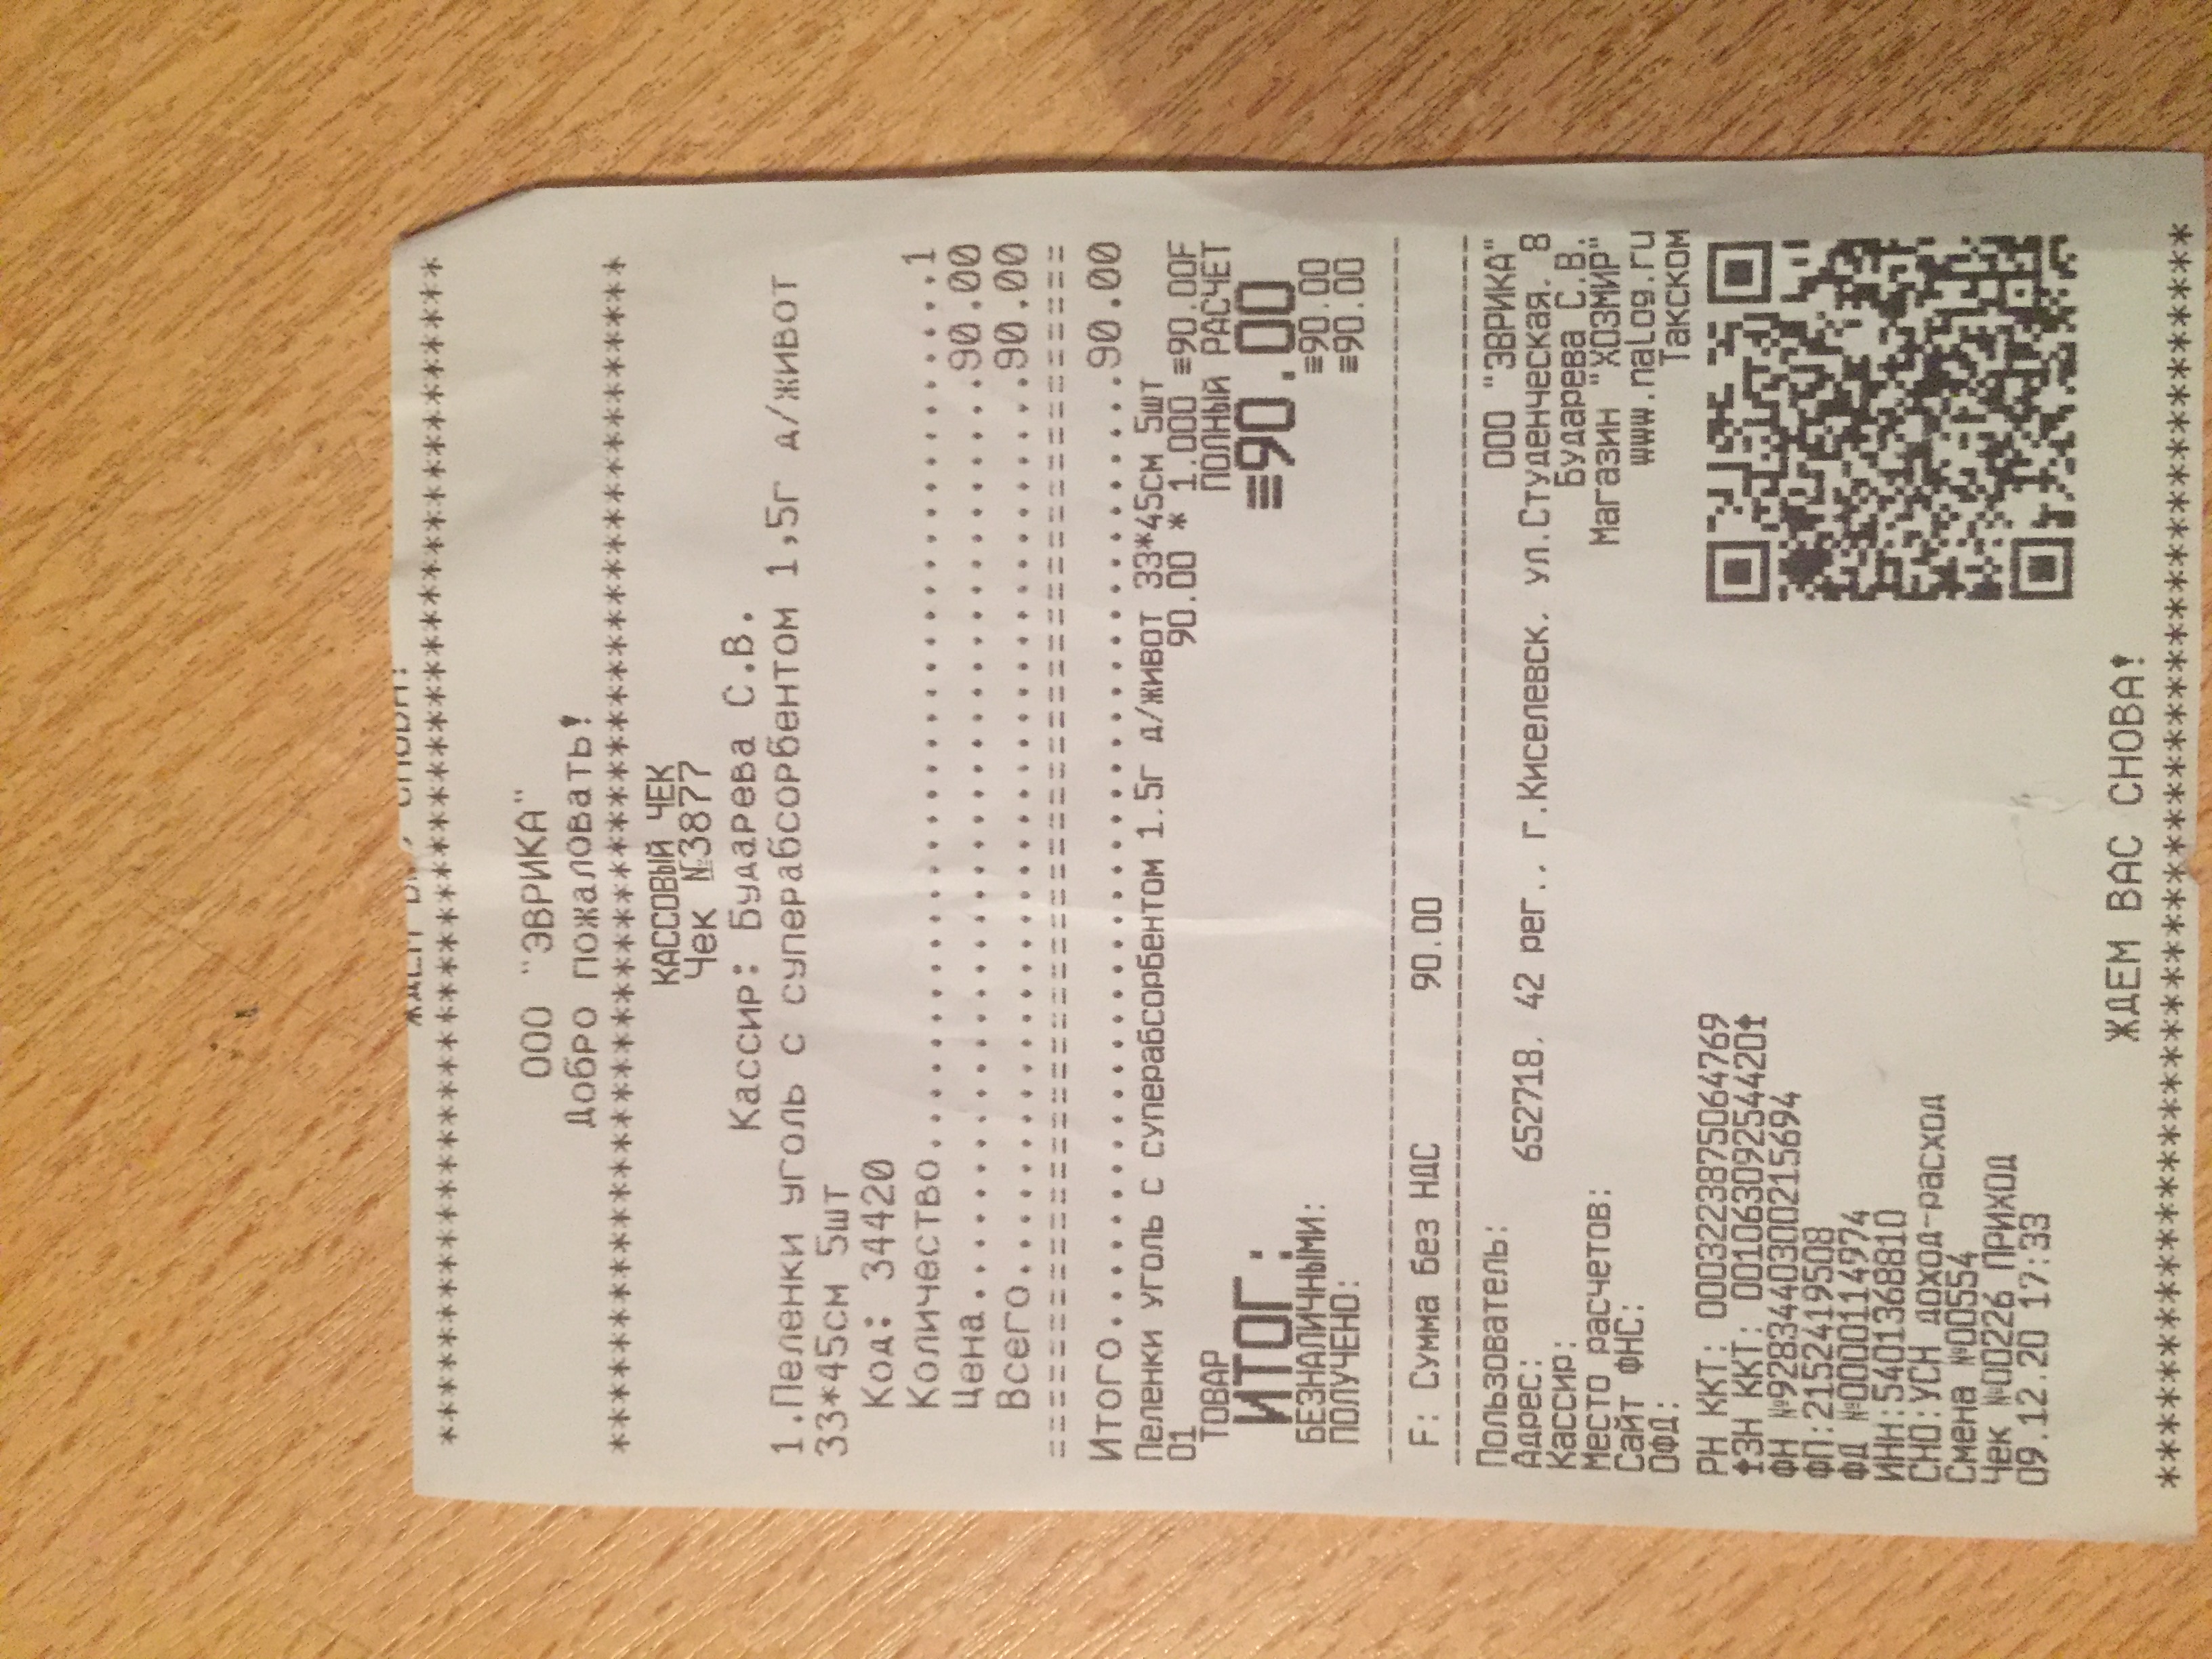 *****************************************
ООО "ЭВРИКА"
Добро пожаловать!
*****************************************
КАССОВЫЙ ЧЕК
Чек №3877
Кассир: Бударева С.В.
1.Пеленки уголь с суперабсорбентом 1,5г д/живот
33*45см 5шт
Код: 34420
Количество......................................1
Цена......................................90.00
Всего.....................................90.00
=========================================
Итого.....................................90.00
Пеленки уголь с суперабсорбентом 1.5г д/живот 33*45см 5шт
01 90.00 * 1.000 ≡90.00F
ТОВАР ПОЛНЫЙ РАСЧЕТ
ИТОГ: ≡90.00
БЕЗНАЛИЧНЫМИ: ≡90.00
ПОЛУЧЕНО: ≡90.00
-----------------------------------------
F: Сумма без НДС 90.00
-----------------------------------------
Пользователь: ООО "ЭВРИКА"
Адрес: 652718, 42 рег., г.Киселевск, ул.Студенческая, 8
Кассир: Бударева С.В.
Место расчетов: Магазин "ХОЗМИР"
Сайт ФНС: www.nalog.ru
ОФД: Такском
РН ККТ: 0003223875064769
ЗН ККТ: 00106309254420
ФН №9283440300215694
ФП:2152419508
ФД №0000114974
ИНН:5401368810
СНО:УСН доход-расход
Смена №00554
Чек №00226 ПРИХОД
09.12.20 17:33
ЖДЕМ ВАС СНОВА!
*****************************************